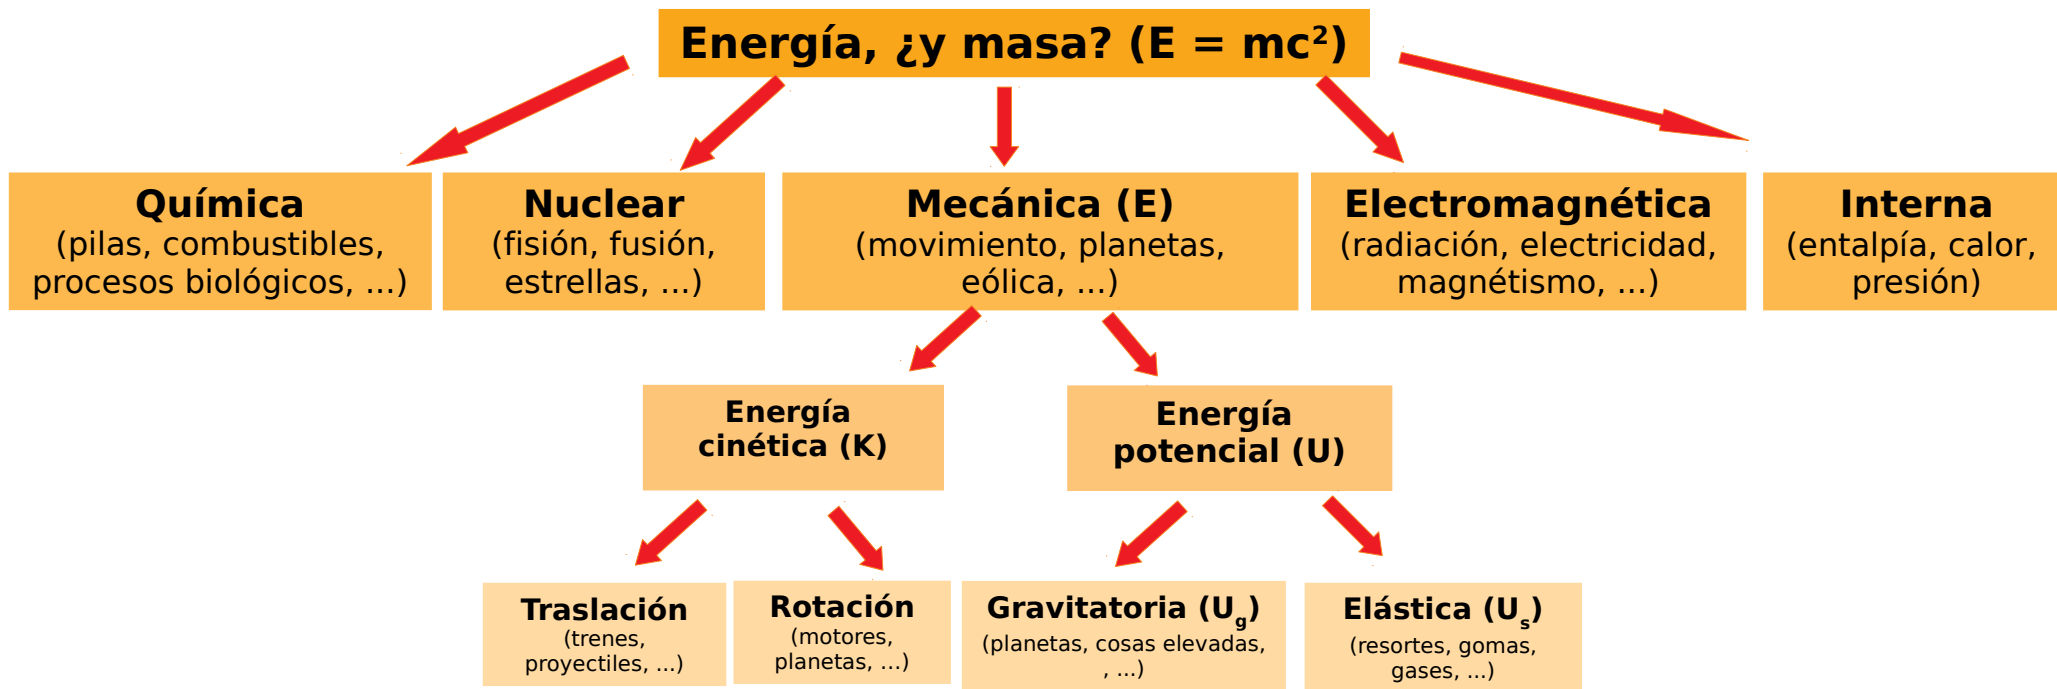 Energía, ¿y masa? (E = mc²)
Química
(pilas, combustibles,
procesos biológicos, ...)
Nuclear
(fisión, fusión,
estrellas, ...)
Mecánica (E)
(movimiento, planetas,
eólica, ...)
Electromagnética
(radiación, electricidad,
magnétismo, ...)
Interna
(entalpía, calor,
presión)
Energía
cinética (K)
Energía
potencial (U)
Traslación
(trenes,
proyectiles, ...)
Rotación
(motores,
planetas, ...)
Gravitatoria (Ug)
(planetas, cosas elevadas,
, ...)
Elástica (Us)
(resortes, gomas,
gases, ...)